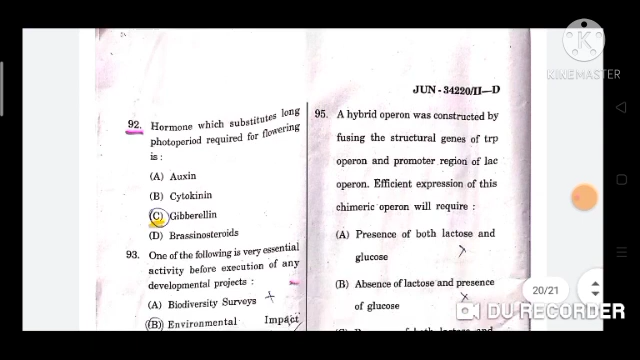 KINEMASTER
JUN - 34220/II—D
92. Hormone which substitutes long
photoperiod required for flowering
is :
(A) Auxin
(B) Cytokinin
(C) Gibberellin
(D) Brassinosteroids
93. One of the following is very essential
activity before execution of any
developmental projects :
(A) Biodiversity Surveys
(B) Environmental Impact
95. A hybrid operon was constructed by
fusing the structural genes of trp
operon and promoter region of lac
operon. Efficient expression of this
chimeric operon will require :
(A) Presence of both lactose and
glucose
(B) Absence of lactose and presence
of glucose
20/21
DU RECORDER